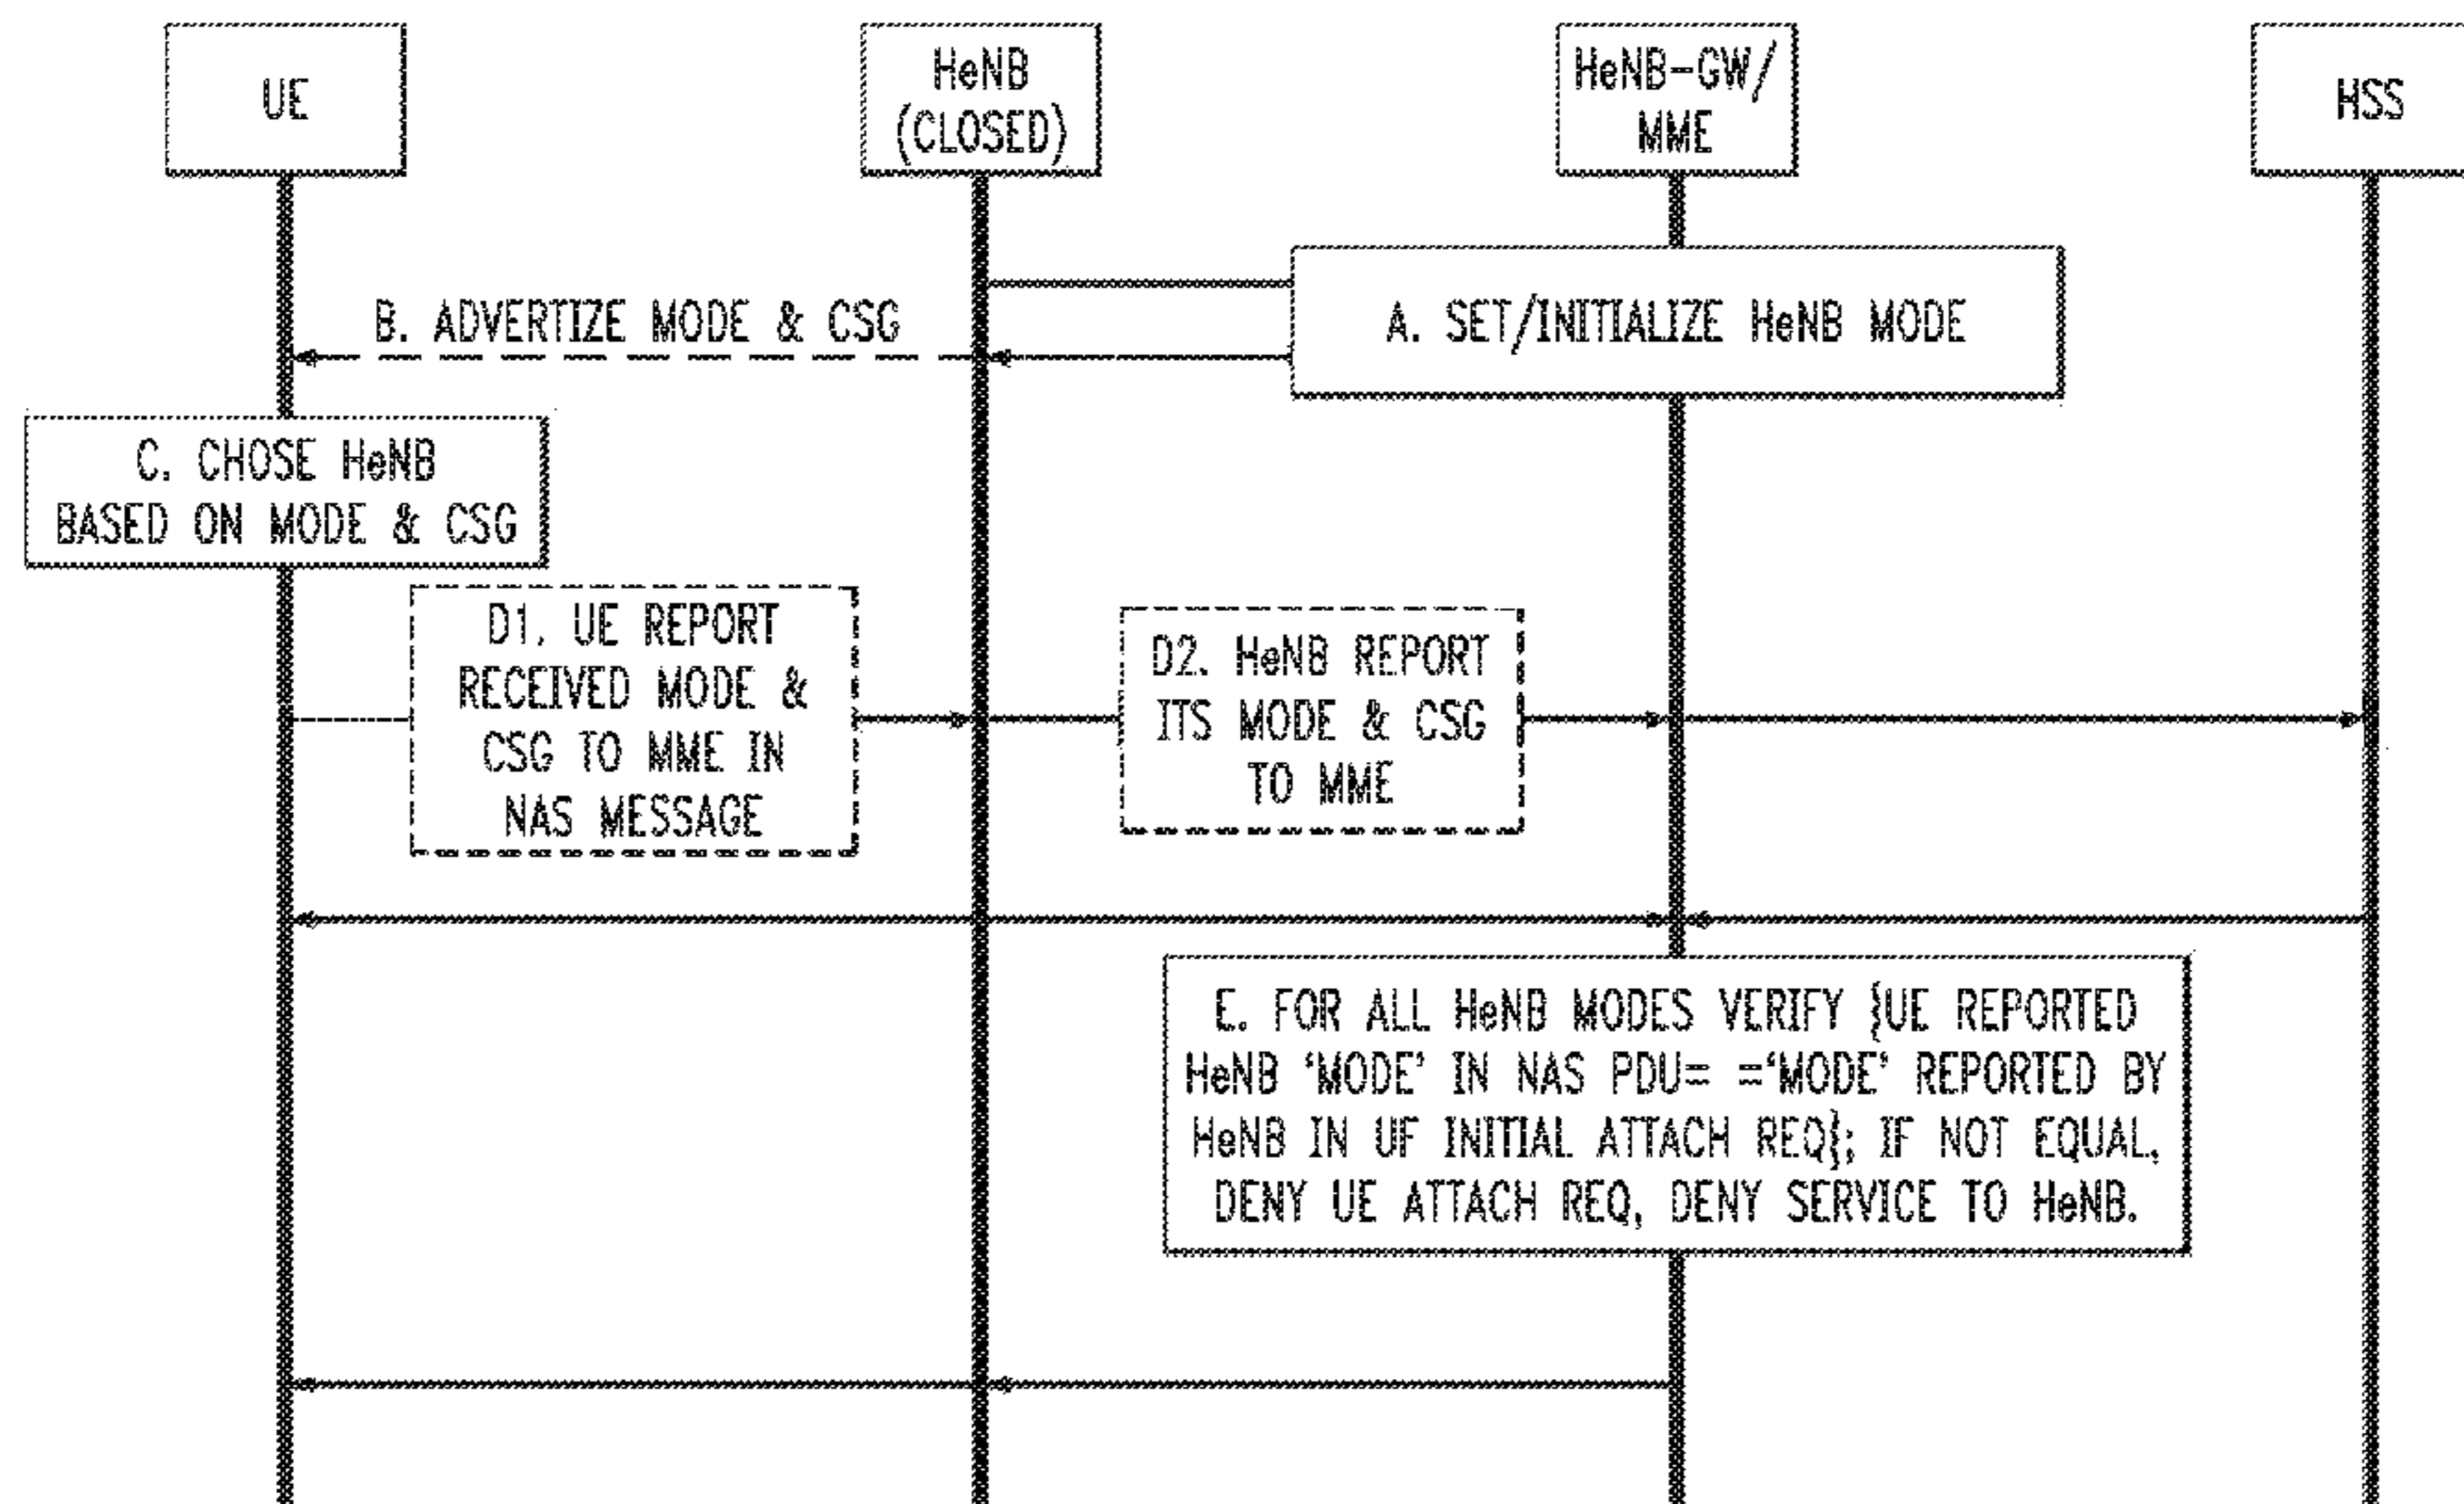 UE
HeNB
(CLOSED)
HeNB-GW/
MME
HSS
A. SET/INITIALIZE HeNB MODE
B. ADVERTIZE MODE & CSG
C. CHOSE HeNB
BASED ON MODE & CSG
D1. UE REPORT
RECEIVED MODE &
CSG TO MME IN
NAS MESSAGE
D2. HeNB REPORT
ITS MODE & CSG
TO MME
E. FOR ALL HeNB MODES VERIFY {UE REPORTED
HeNB ‘MODE’ IN NAS PDU= =‘MODE’ REPORTED BY
HeNB IN UF INITIAL ATTACH REQ{; IF NOT EQUAL,
DENY UE ATTACH REQ, DENY SERVICE TO HeNB.